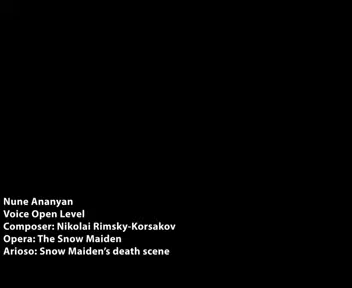 Nune Ananyan
Voice Open Level
Composer: Nikolai Rimsky-Korsakov
Opera: The Snow Maiden
Arioso: Snow Maiden's death scene